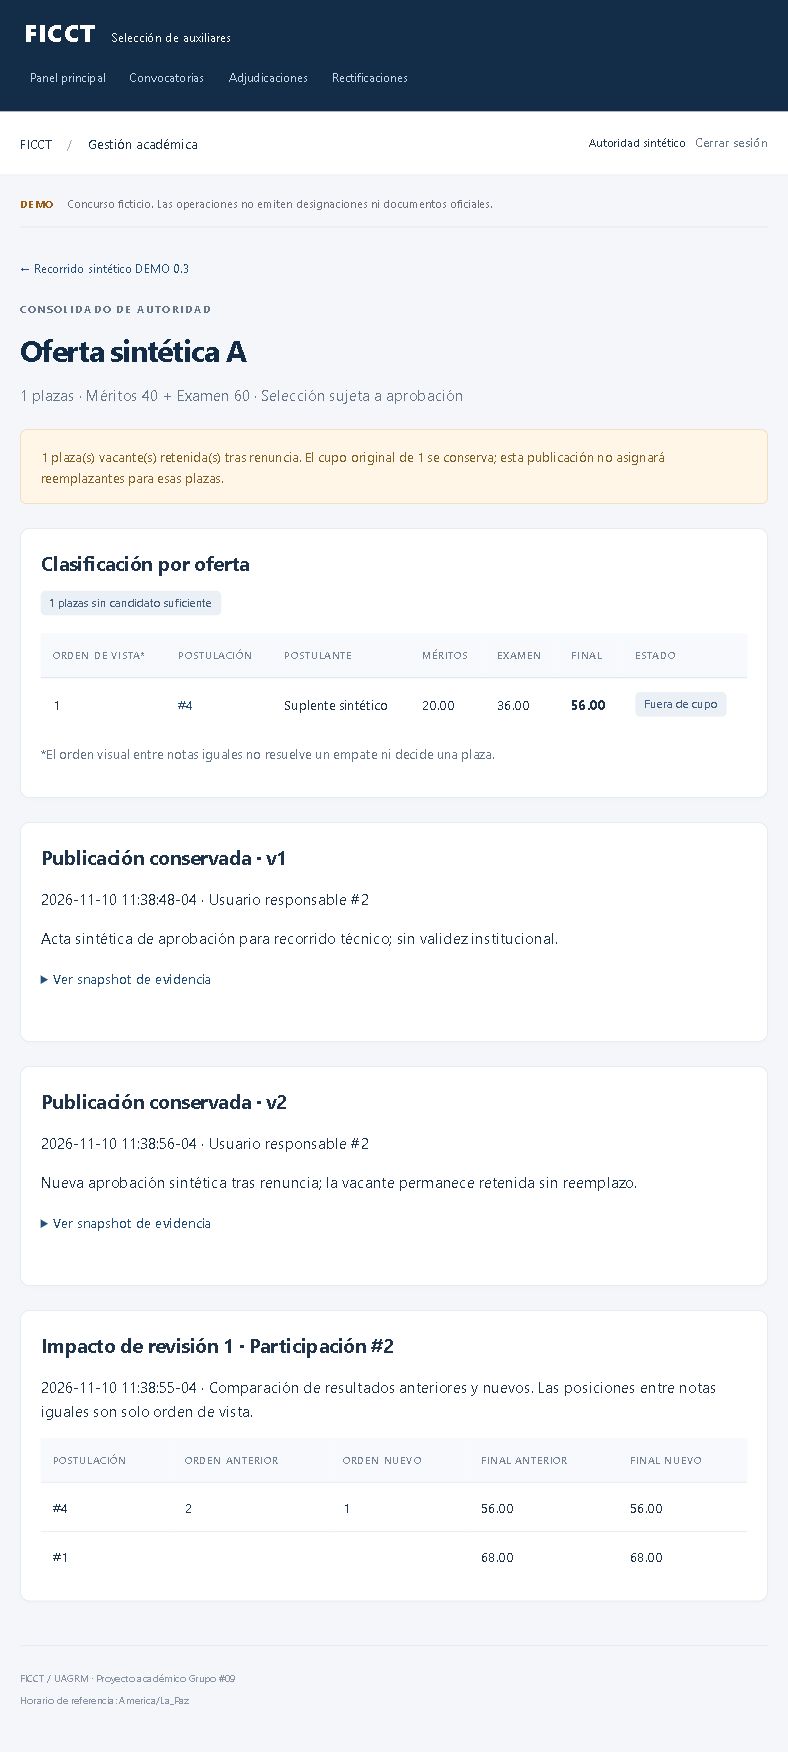 FICCT Selección de auxiliares
Panel principal Convocatorias Adjudicaciones Rectificaciones
FICCT / Gestión académica Autoridad sintético Cerrar sesión
DEMO Concurso ficticio. Las operaciones no emiten designaciones ni documentos oficiales.
← Recorrido sintético DEMO 0.3
CONSOLIDADO DE AUTORIDAD
Oferta sintética A
1 plazas · Méritos 40 + Examen 60 · Selección sujeta a aprobación
1 plaza(s) vacante(s) retenida(s) tras renuncia. El cupo original de 1 se conserva; esta publicación no asignará
reemplazantes para esas plazas.
Clasificación por oferta
1 plazas sin candidato suficiente
ORDEN DE VISTA* POSTULACIÓN POSTULANTE MÉRITOS EXAMEN FINAL ESTADO
1 #4 Suplente sintético 20.00 36.00 56.00 Fuera de cupo
*El orden visual entre notas iguales no resuelve un empate ni decide una plaza.
Publicación conservada · v1
2026-11-10 11:38:48-04 · Usuario responsable #2
Acta sintética de aprobación para recorrido técnico; sin validez institucional.
▶ Ver snapshot de evidencia
Publicación conservada · v2
2026-11-10 11:38:56-04 · Usuario responsable #2
Nueva aprobación sintética tras renuncia; la vacante permanece retenida sin reemplazo.
▶ Ver snapshot de evidencia
Impacto de revisión 1 · Participación #2
2026-11-10 11:38:55-04 · Comparación de resultados anteriores y nuevos. Las posiciones entre notas
iguales son solo orden de vista.
POSTULACIÓN ORDEN ANTERIOR ORDEN NUEVO FINAL ANTERIOR FINAL NUEVO
#4 2 1 56.00 56.00
#1 68.00 68.00
FICCT / UAGRM · Proyecto académico Grupo #09
Horario de referencia: America/La_Paz